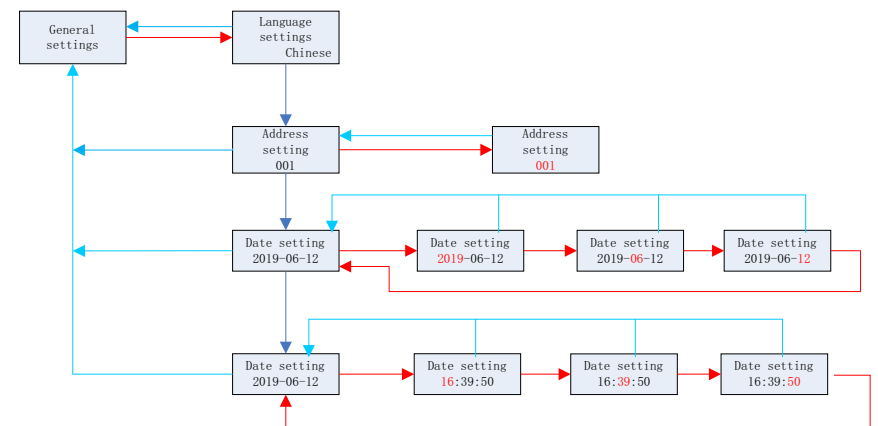 General
settings
Language
settings
Chinese
Address
setting
001
Address
setting
001
Date setting
2019-06-12
Date setting
2019-06-12
Date setting
2019-06-12
Date setting
2019-06-12
Date setting
2019-06-12
Date setting
16:39:50
Date setting
16:39:50
Date setting
16:39:50